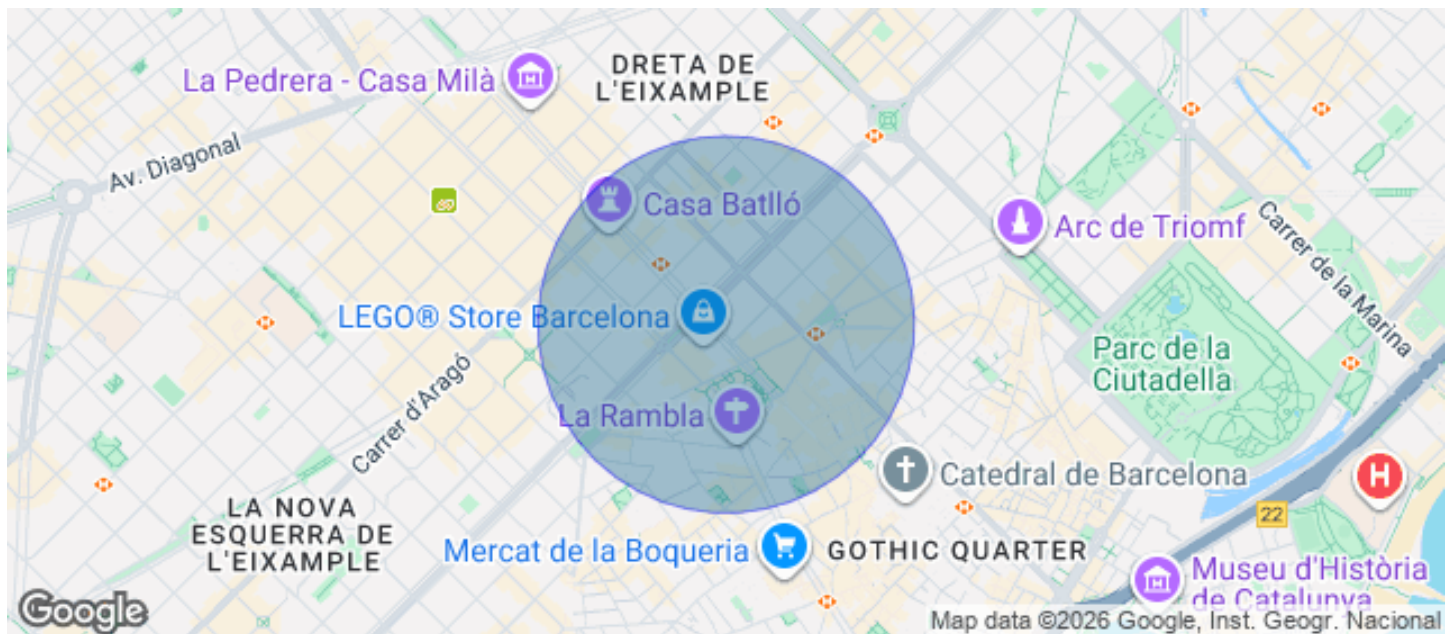 DRETA DE
L'EIXAMPLE
La Pedrera - Casa Milà
Av. Diagonal
Casa Batlló
Arc de Triomf
Carrer de la Marina
LEGO® Store Barcelona
Parc de la
Ciutadella
Carrer d'Aragó
La Rambla
Catedral de Barcelona
H
22
LA NOVA
ESQUERRA DE
L'EIXAMPLE
Mercat de la Boqueria
GOTHIC QUARTER
Museu d'Història
de Catalunya
Google
Map data ©2026 Google, Inst. Geogr. Nacional